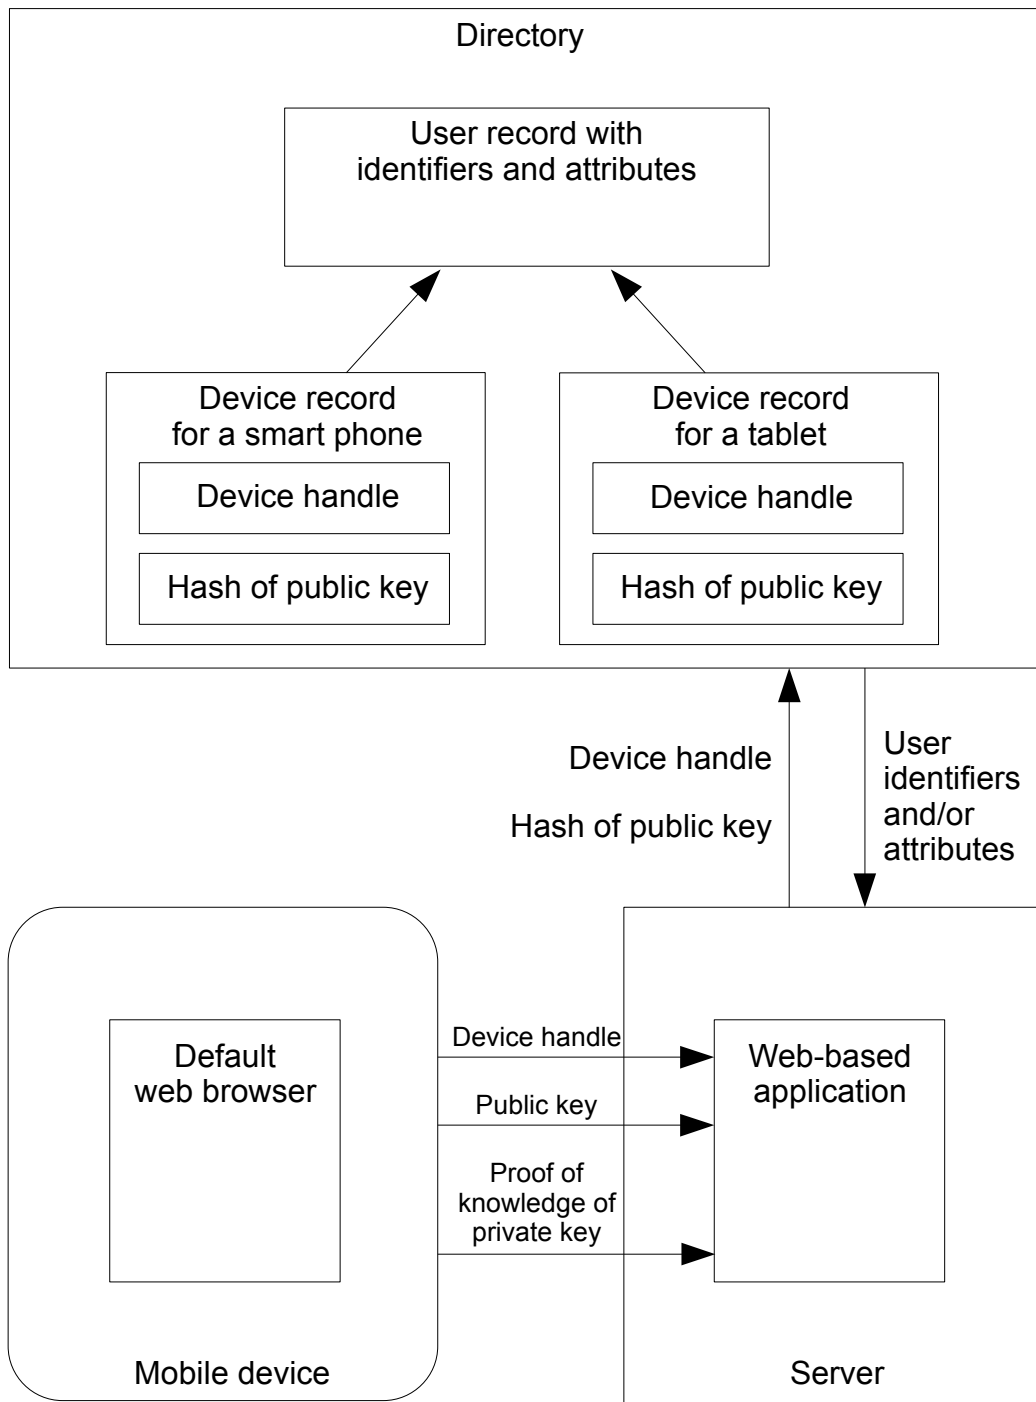 Directory
User record with
identifiers and attributes
Device record
for a smart phone
Device handle
Hash of public key
Device record
for a tablet
Device handle
Hash of public key
Device handle
Hash of public key
User
identifiers
and/or
attributes
Default
web browser
Mobile device
Device handle
Public key
Proof of
knowledge of
private key
Web-based
application
Server